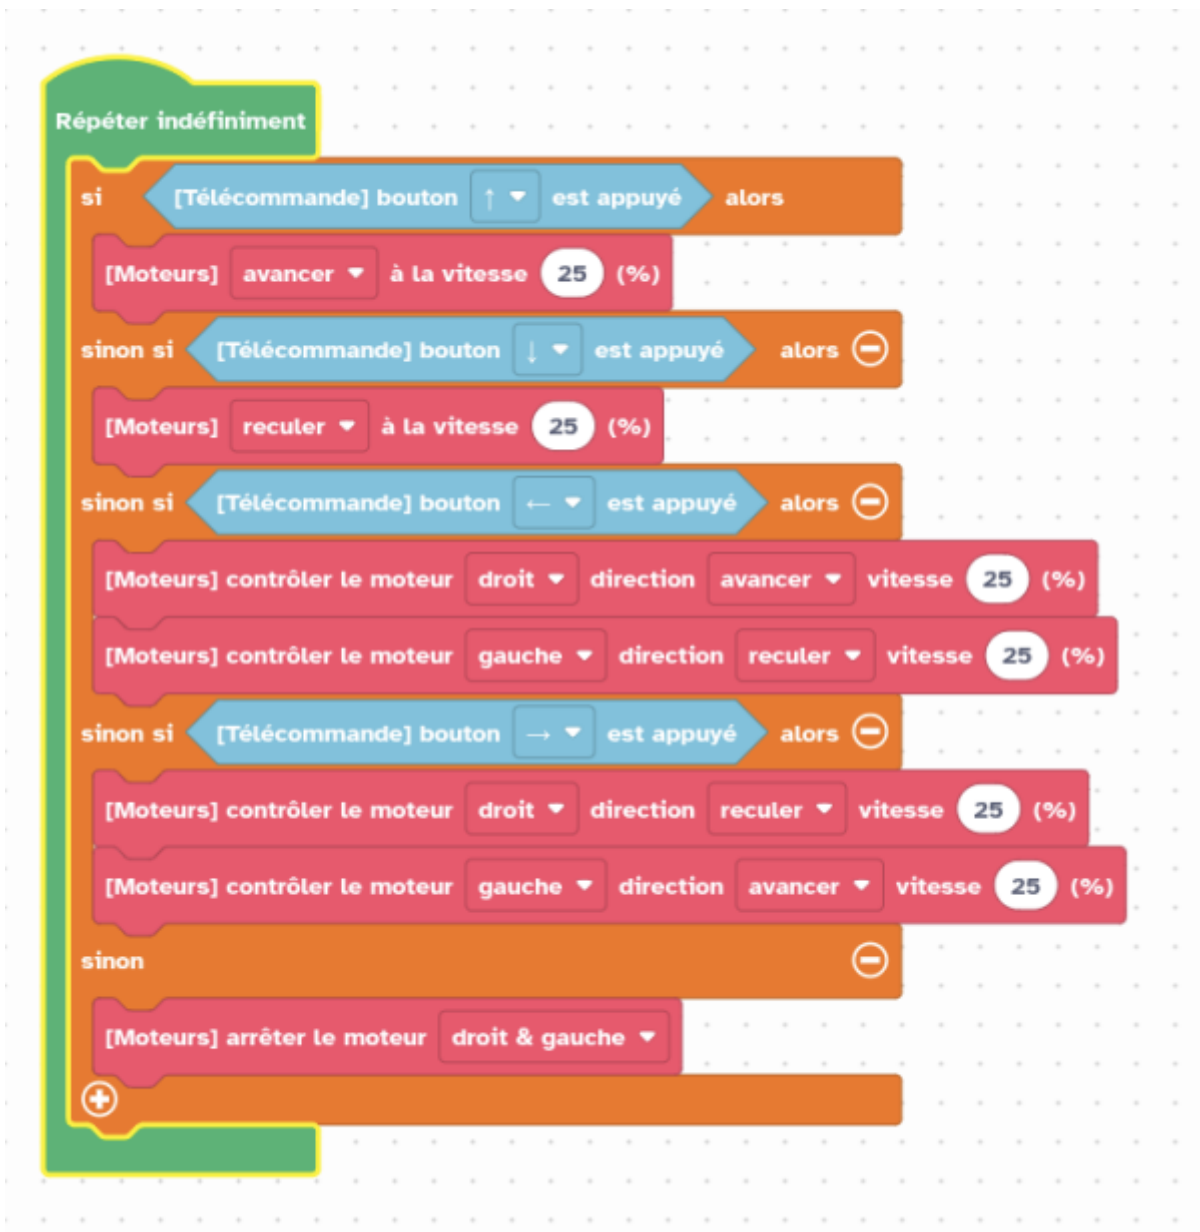 Répéter indéfiniment
si [Télécommande] bouton ↑ est appuyé alors
[Moteurs] avancer à la vitesse 25 (%)
sinon si [Télécommande] bouton ↓ est appuyé alors
[Moteurs] reculer à la vitesse 25 (%)
sinon si [Télécommande] bouton ← est appuyé alors
[Moteurs] contrôler le moteur droit direction avancer vitesse 25 (%)
[Moteurs] contrôler le moteur gauche direction reculer vitesse 25 (%)
sinon si [Télécommande] bouton → est appuyé alors
[Moteurs] contrôler le moteur droit direction reculer vitesse 25 (%)
[Moteurs] contrôler le moteur gauche direction avancer vitesse 25 (%)
sinon
[Moteurs] arrêter le moteur droit & gauche